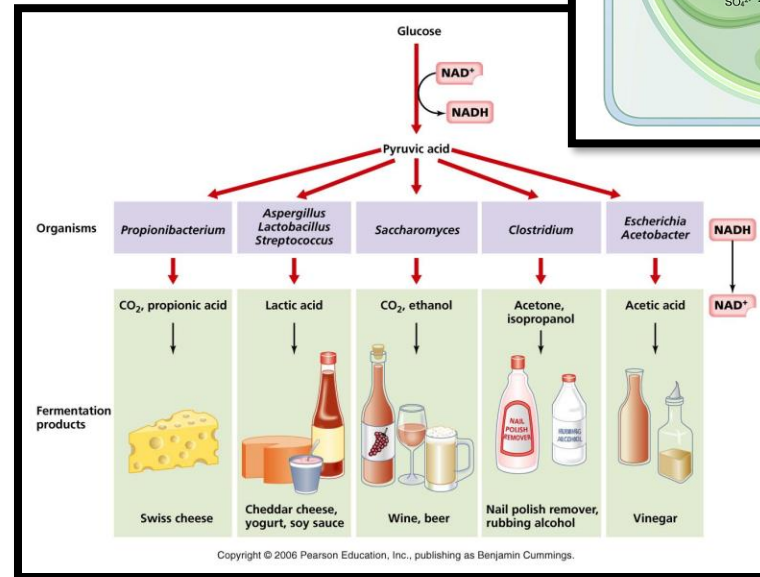 SO₄²⁻
Glucose
NAD⁺
NADH
Pyruvic acid
Organisms
Propionibacterium
Aspergillus
Lactobacillus
Streptococcus
Saccharomyces
Clostridium
Escherichia
Acetobacter
NADH
CO₂, propionic acid
Lactic acid
CO₂, ethanol
Acetone,
isopropanol
Acetic acid
NAD⁺
Fermentation
products
NAIL
POLISH
REMOVER
RUBBING
ALCOHOL
Swiss cheese
Cheddar cheese,
yogurt, soy sauce
Wine, beer
Nail polish remover,
rubbing alcohol
Vinegar
Copyright © 2006 Pearson Education, Inc., publishing as Benjamin Cummings.